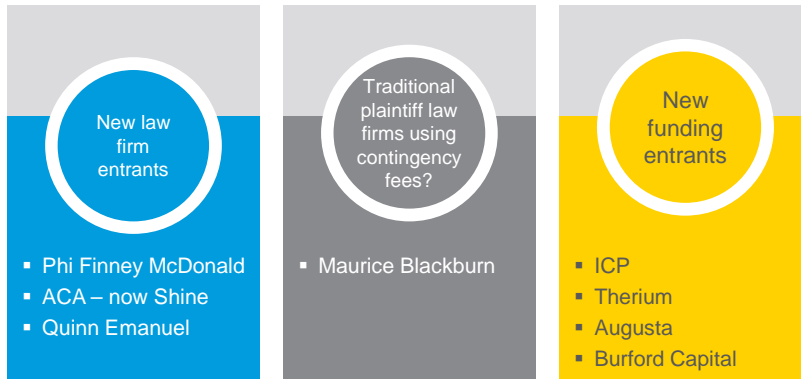 New law
firm
entrants
▪ Phi Finney McDonald
▪ ACA – now Shine
▪ Quinn Emanuel
Traditional
plaintiff law
firms using
contingency
fees?
▪ Maurice Blackburn
New
funding
entrants
▪ ICP
▪ Therium
▪ Augusta
▪ Burford Capital